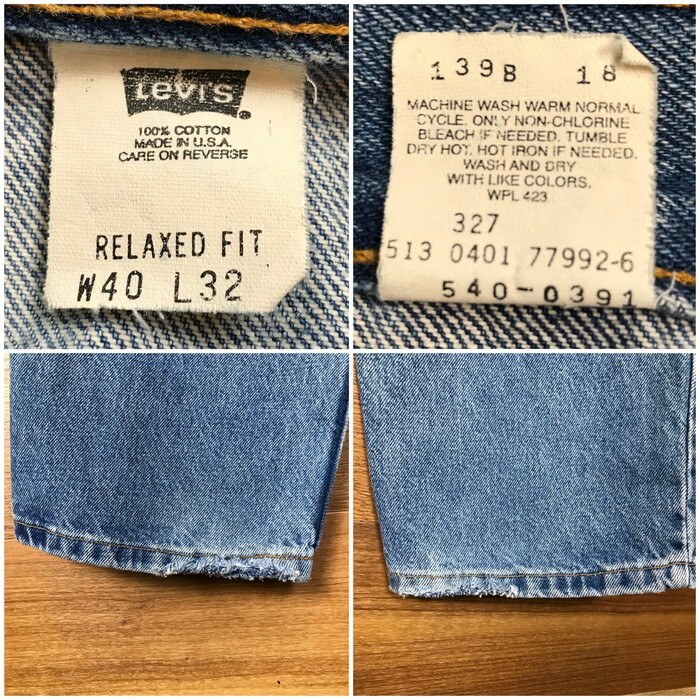 Levi's
100% COTTON
MADE IN U.S.A.
CARE ON REVERSE
RELAXED FIT
W40 L32
139B 18
MACHINE WASH WARM NORMAL
CYCLE. ONLY NON-CHLORINE
BLEACH IF NEEDED. TUMBLE
DRY HOT. HOT IRON IF NEEDED.
WASH AND DRY
WITH LIKE COLORS.
WPL 423.
327
513 0401 77992-6
540-0391